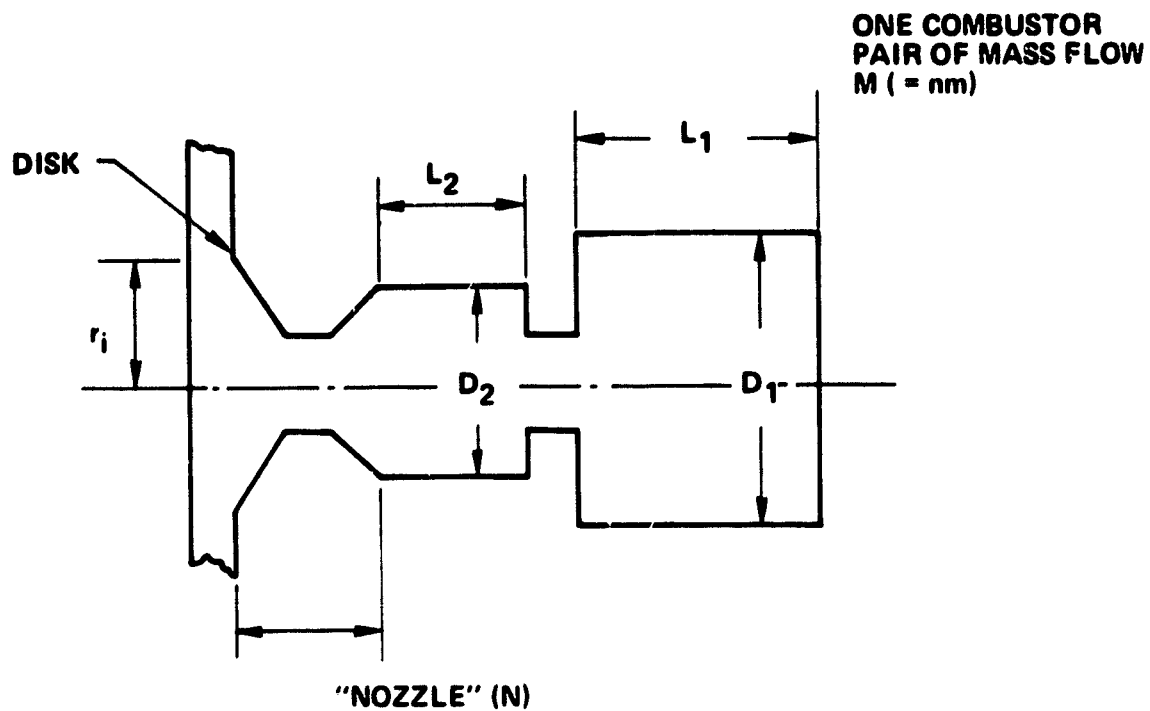 ONE COMBUSTOR
PAIR OF MASS FLOW
M ( = nm)
L1
DISK
L2
ri
D2
D1
"NOZZLE" (N)